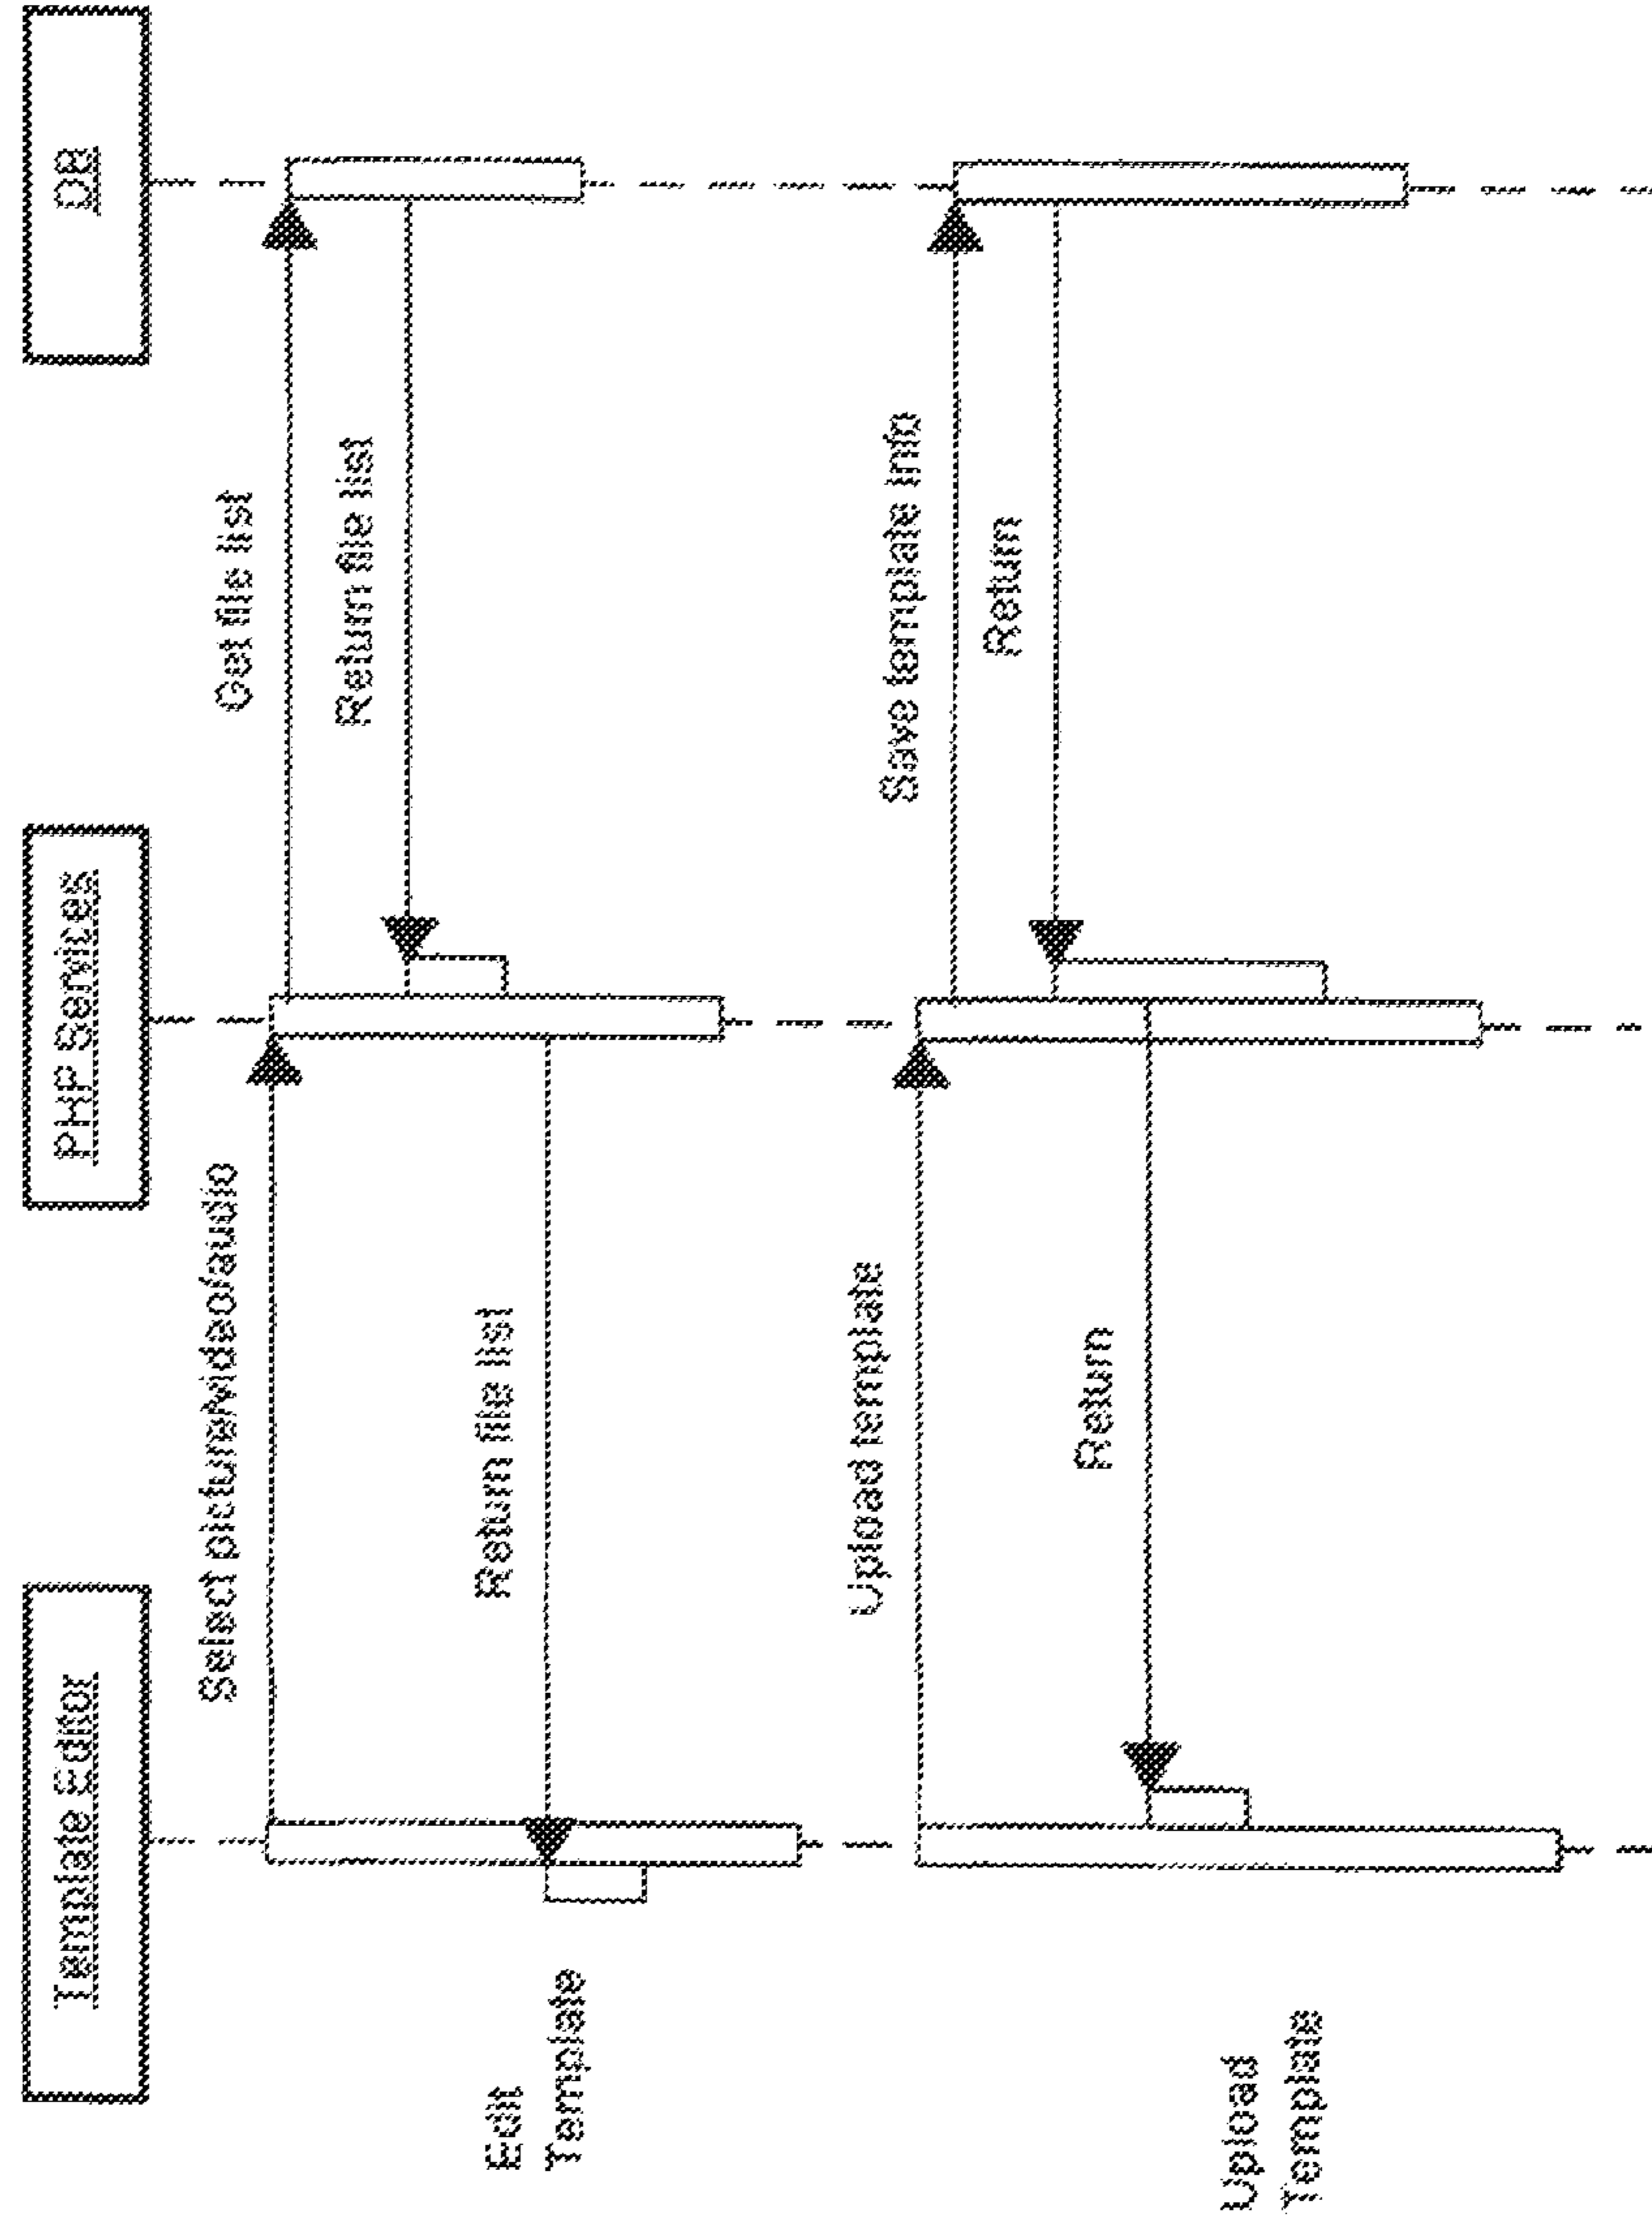 Template Editor
PHP Services
DB
Select picture/video/audio
Get file list
Return file list
Return file list
Edit
Template
Upload template
Save template info
Return
Return
Upload
Template